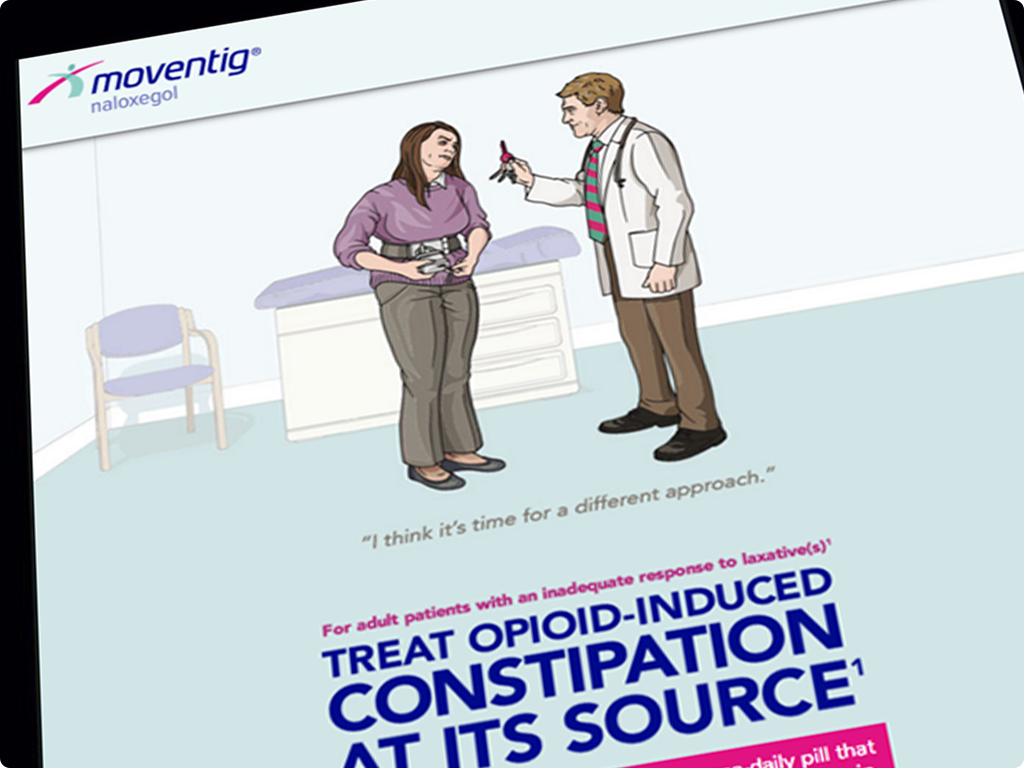 moventig®
naloxegol
“I think it’s time for a different approach.”
For adult patients with an inadequate response to laxative(s)¹
TREAT OPIOID-INDUCED
CONSTIPATION
AT ITS SOURCE¹
daily pill that